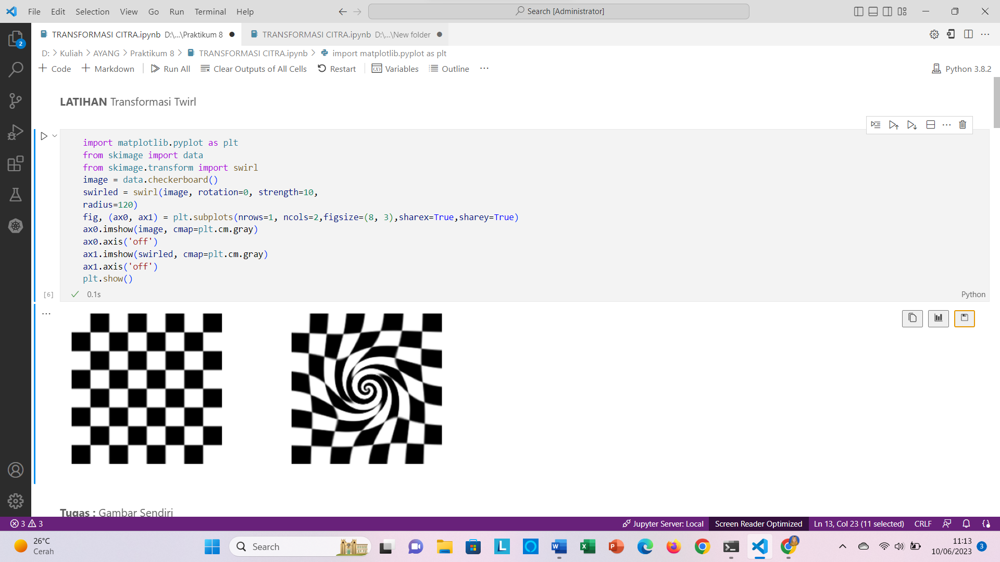 File Edit Selection View Go Run Terminal Help
Search [Administrator]
TRANSFORMASI CITRA.ipynb D:\...\Praktikum 8
TRANSFORMASI CITRA.ipynb D:\...\New folder
2
D: > Kuliah > AYANG > Praktikum 8 > TRANSFORMASI CITRA.ipynb > import matplotlib.pyplot as plt
+ Code + Markdown Run All Clear Outputs of All Cells Restart Variables Outline ...
Python 3.8.2
LATIHAN Transformasi Twirl
import matplotlib.pyplot as plt
from skimage import data
from skimage.transform import swirl
image = data.checkerboard()
swirled = swirl(image, rotation=0, strength=10,
radius=120)
fig, (ax0, ax1) = plt.subplots(nrows=1, ncols=2,figsize=(8, 3),sharex=True,sharey=True)
ax0.imshow(image, cmap=plt.cm.gray)
ax0.axis('off')
ax1.imshow(swirled, cmap=plt.cm.gray)
ax1.axis('off')
plt.show()
[6] 0.1s Python
Tugas : Gambar Sendiri
3 3 Jupyter Server: Local Screen Reader Optimized Ln 13, Col 23 (11 selected) CRLF
26°C
Cerah
Search
11:13
10/06/2023
3